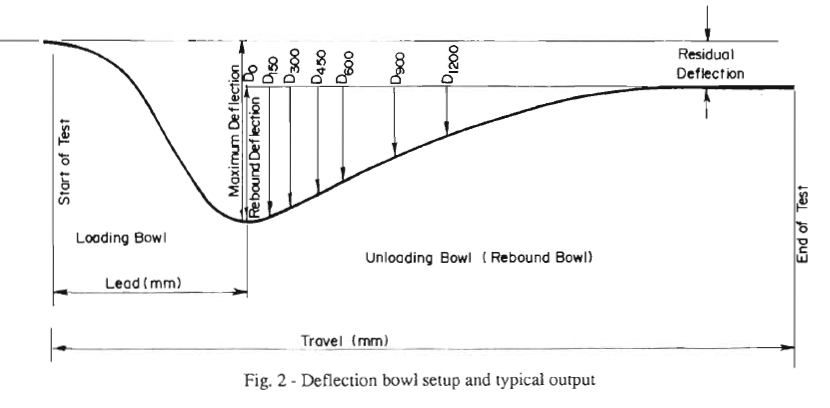 Start of Test
Maximum Deflection
Rebound Deflection
D0
D150
D300
D450
D600
D900
D1200
Residual
Deflection
Loading Bowl
Unloading Bowl ( Rebound Bowl)
End of Test
Lead (mm)
Travel (mm)
Fig. 2 - Deflection bowl setup and typical output